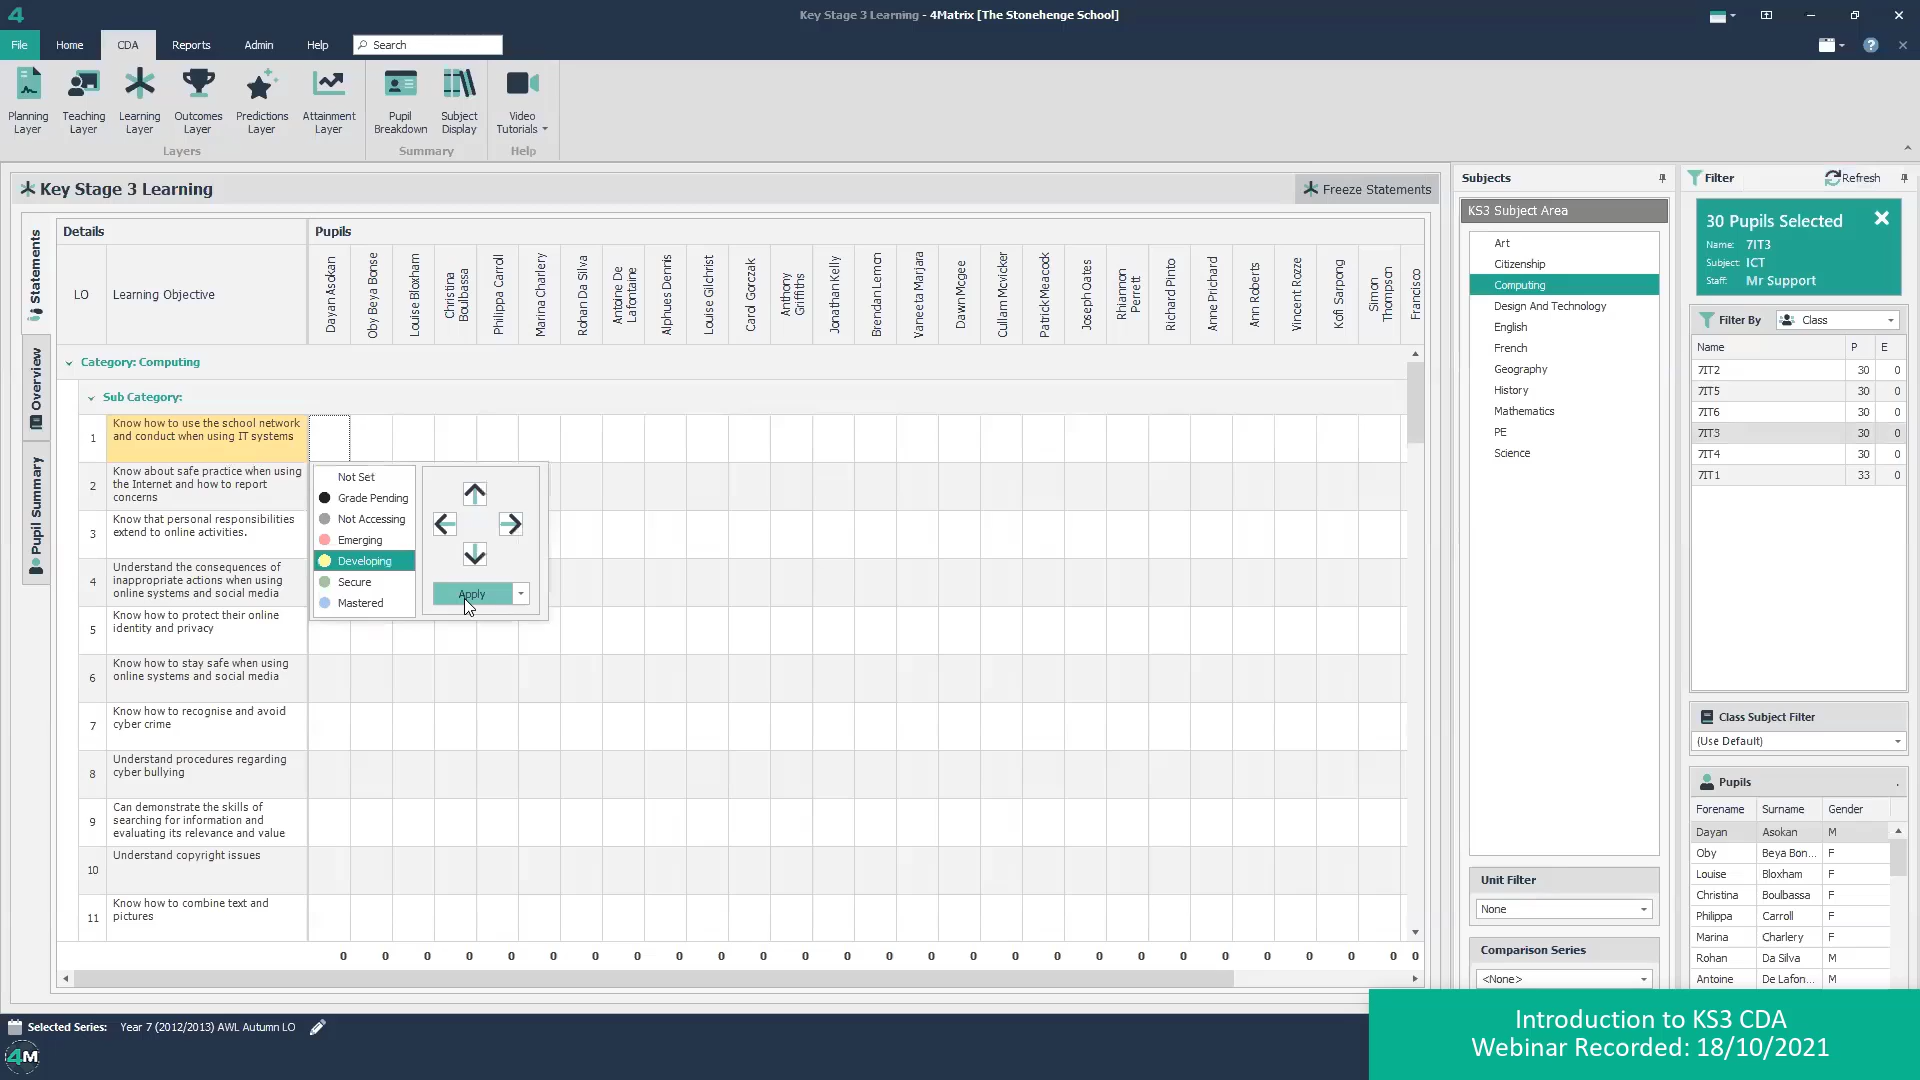 Key Stage 3 Learning - 4Matrix [The Stonehenge School]
File Home CDA Reports Admin Help Search
Planning Layer
Teaching Layer
Learning Layer
Outcomes Layer
Predictions Layer
Attainment Layer
Pupil Breakdown
Subject Display
Video Tutorials
Layers Summary Help
Key Stage 3 Learning
Freeze Statements
Statements
Overview
Pupil Summary
Details Pupils
LO Learning Objective
Dayan Asokan
Oby Beya Bonse
Louise Bloxham
Christina Boulbassa
Philippa Carroll
Marina Charlery
Rohan Da Silva
Antoine De Lafontaine
Alphues Dennis
Louise Gilchrist
Carol Gorczak
Anthony Griffiths
Jonathan Kelly
Brendan Lemon
Vaneeta Marjara
Dawn Mcgee
Cullam Mcvicker
Patrick Meacock
Joseph Oates
Rhiannon Perrett
Richard Pinto
Anne Prichard
Ann Roberts
Vincent Rozze
Kofi Sarpong
Simon Thompson
Francisco
Category: Computing
Sub Category:
1 Know how to use the school network
and conduct when using IT systems
2 Know about safe practice when using
the Internet and how to report
concerns
3 Know that personal responsibilities
extend to online activities.
4 Understand the consequences of
inappropriate actions when using
online systems and social media
5 Know how to protect their online
identity and privacy
6 Know how to stay safe when using
online systems and social media
7 Know how to recognise and avoid
cyber crime
8 Understand procedures regarding
cyber bullying
9 Can demonstrate the skills of
searching for information and
evaluating its relevance and value
10 Understand copyright issues
11 Know how to combine text and
pictures
Not Set
Grade Pending
Not Accessing
Emerging
Developing
Secure
Mastered
Apply
0 0 0 0 0 0 0 0 0 0 0 0 0 0 0 0 0 0 0 0 0 0 0 0 0 0 0
Subjects
KS3 Subject Area
Art
Citizenship
Computing
Design And Technology
English
French
Geography
History
Mathematics
PE
Science
Unit Filter
None
Comparison Series
<None>
Filter Refresh
30 Pupils Selected
Name: 7IT3
Subject: ICT
Staff: Mr Support
Filter By Class
Name P E
7IT2 30 0
7IT5 30 0
7IT6 30 0
7IT3 30 0
7IT4 30 0
7IT1 33 0
Class Subject Filter
(Use Default)
Pupils
Forename Surname Gender
Dayan Asokan M
Oby Beya Bon... F
Louise Bloxham F
Christina Boulbassa F
Philippa Carroll F
Marina Charlery F
Rohan Da Silva M
Antoine De Lafon... M
Selected Series: Year 7 (2012/2013) AWL Autumn LO
4M
Introduction to KS3 CDA
Webinar Recorded: 18/10/2021